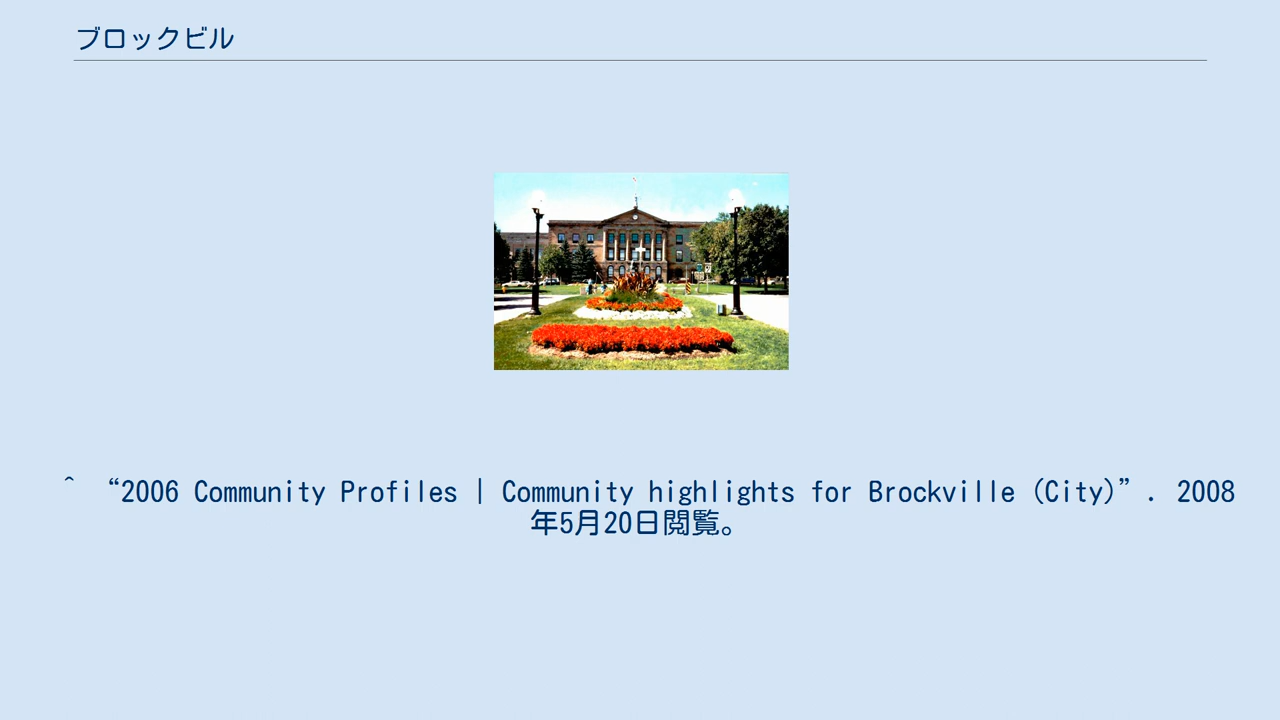 ブロックビル
^ “2006 Community Profiles | Community highlights for Brockville (City)”. 2008
年5月20日閲覧。